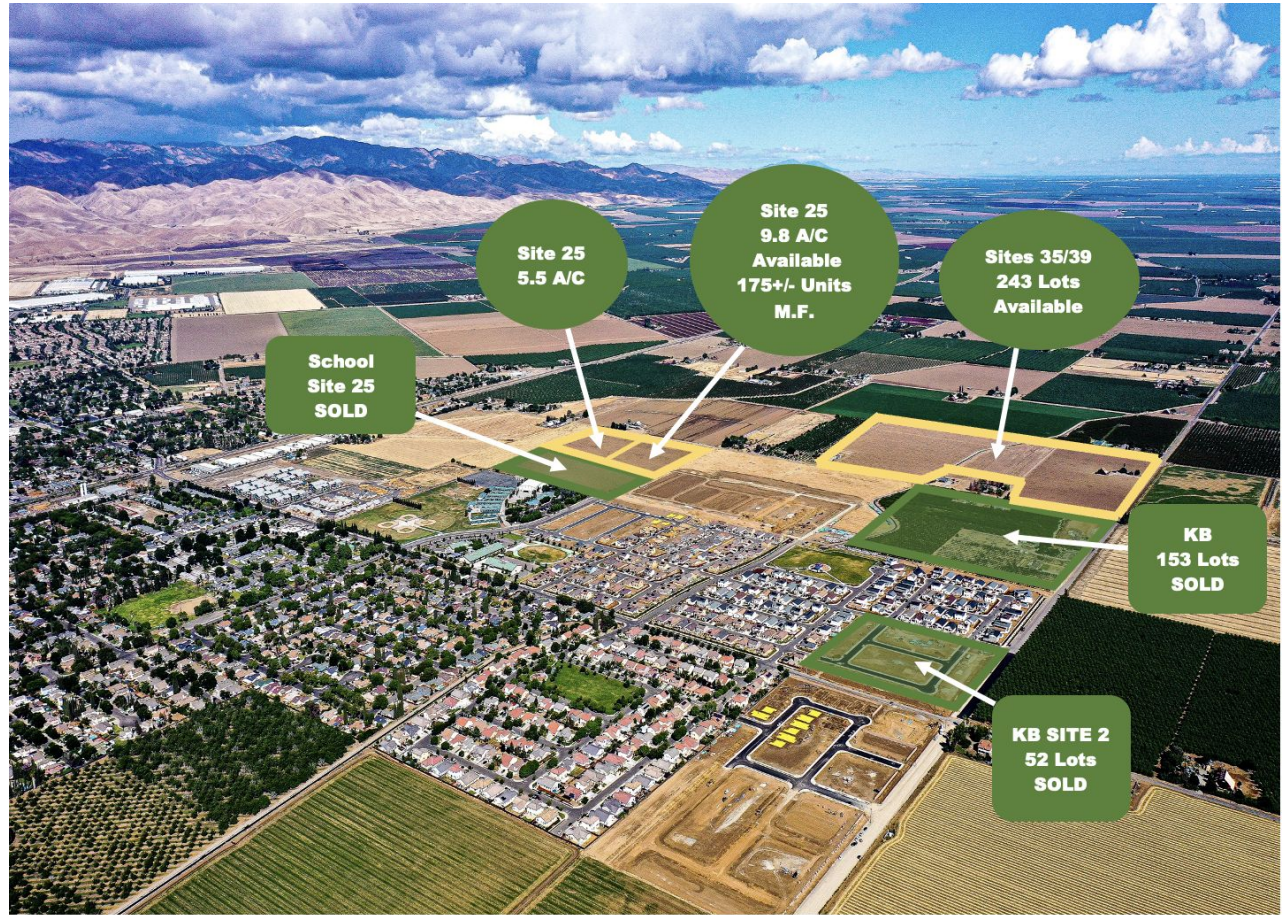 Site 25
5.5 A/C
Site 25
9.8 A/C
Available
175+/- Units
M.F.
Sites 35/39
243 Lots
Available
School
Site 25
SOLD
KB
153 Lots
SOLD
KB SITE 2
52 Lots
SOLD